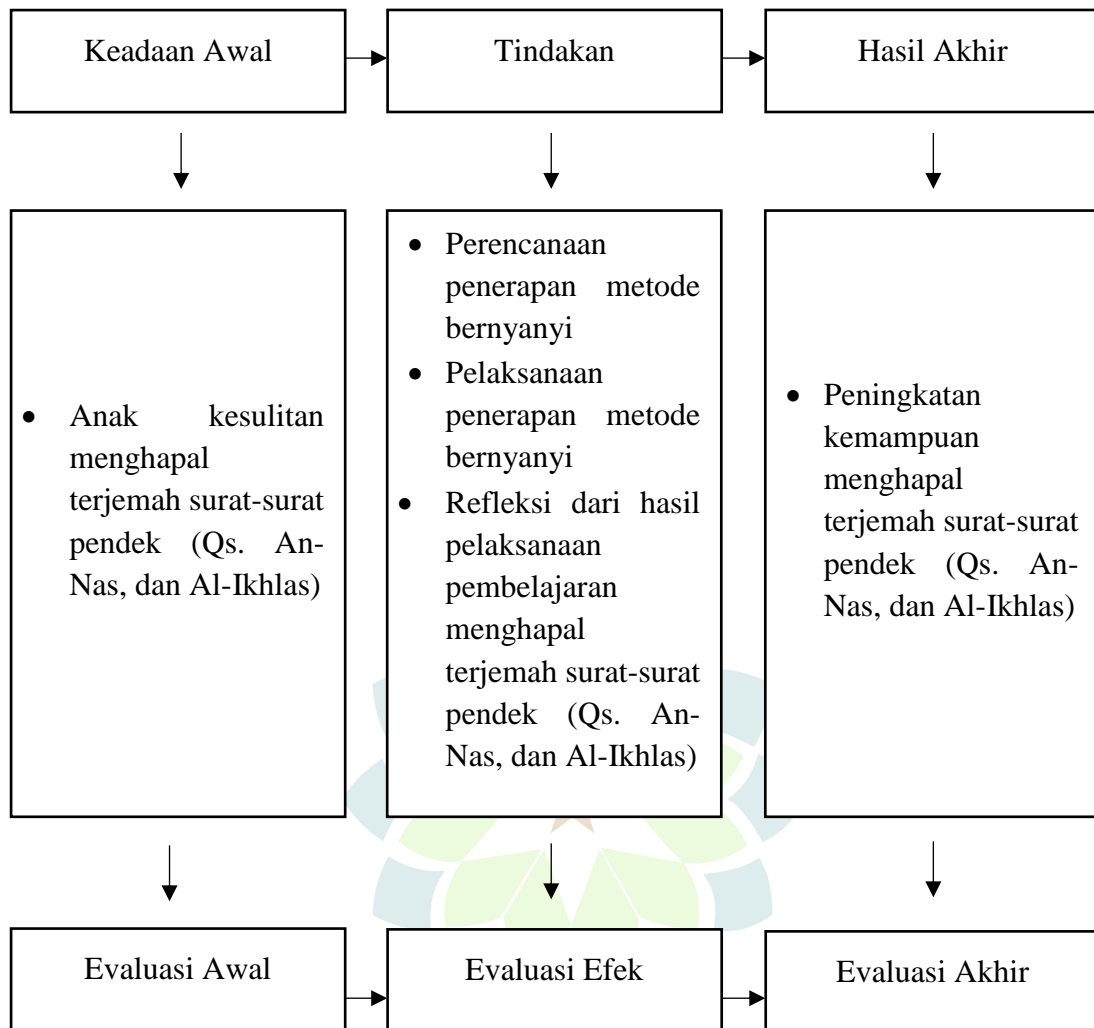 Keadaan Awal
Tindakan
Hasil Akhir
• Anak kesulitan
menghapal
terjemah surat-surat
pendek (Qs. An-
Nas, dan Al-Ikhlas)
• Perencanaan
penerapan metode
bernyanyi
• Pelaksanaan
penerapan metode
bernyanyi
• Refleksi dari hasil
pelaksanaan
pembelajaran
menghapal
terjemah surat-surat
pendek (Qs. An-
Nas, dan Al-Ikhlas)
• Peningkatan
kemampuan
menghapal
terjemah surat-surat
pendek (Qs. An-
Nas, dan Al-Ikhlas)
Evaluasi Awal
Evaluasi Efek
Evaluasi Akhir